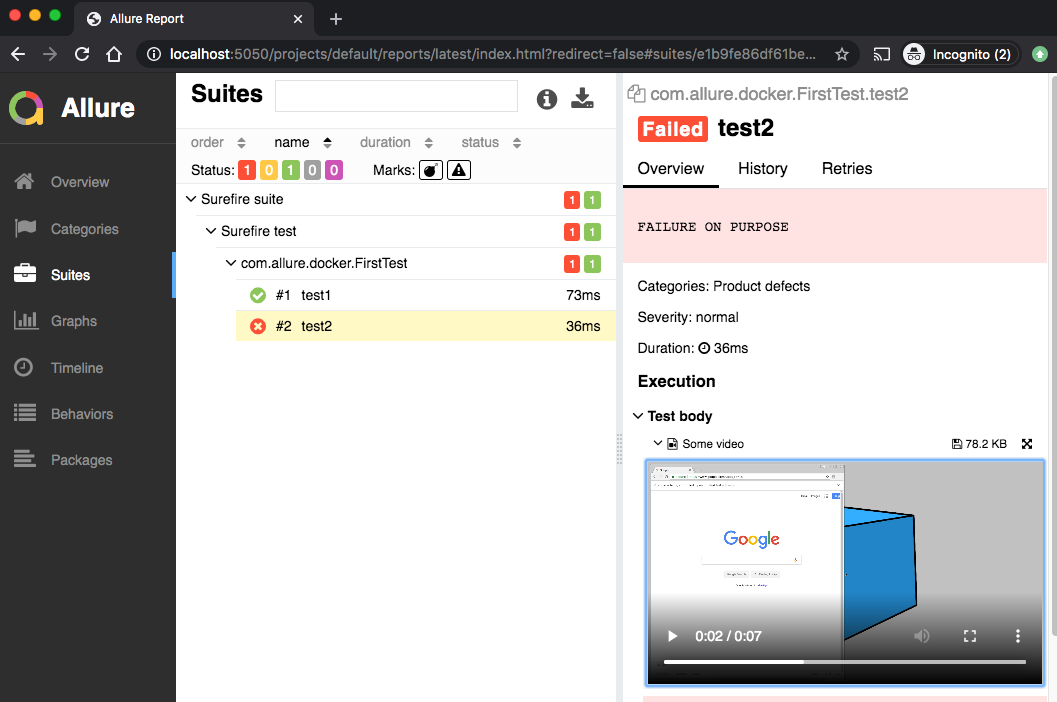 Allure Report
localhost:5050/projects/default/reports/latest/index.html?redirect=false#suites/e1b9fe86df61be...
Incognito (2)
Allure
Overview
Categories
Suites
Graphs
Timeline
Behaviors
Packages
Suites
order name duration status
Status: 1 0 1 0 0 Marks:
Surefire suite 1 1
Surefire test 1 1
com.allure.docker.FirstTest 1 1
#1 test1 73ms
#2 test2 36ms
com.allure.docker.FirstTest.test2
Failed test2
Overview History Retries
FAILURE ON PURPOSE
Categories: Product defects
Severity: normal
Duration: 36ms
Execution
Test body
Some video 78.2 KB
Google
0:02 / 0:07